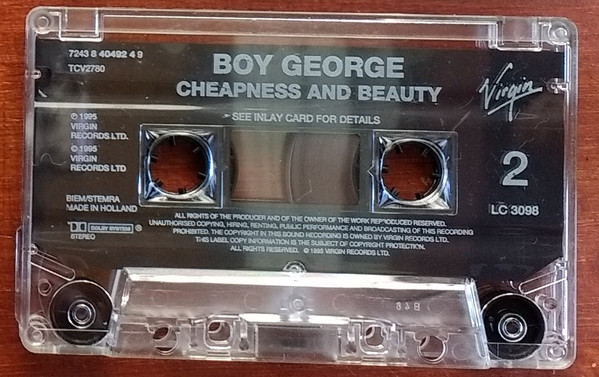 7243 8 40492 4 9
TCV2780
BOY GEORGE
CHEAPNESS AND BEAUTY
Virgin
SEE INLAY CARD FOR DETAILS
℗ 1995
VIRGIN
RECORDS LTD.
© 1995
VIRGIN
RECORDS LTD
2
BIEM/STEMRA
MADE IN HOLLAND
LC 3098
DOLBY SYSTEM ®
STEREO
ALL RIGHTS OF THE PRODUCER AND OF THE OWNER OF THE WORK REPRODUCED RESERVED.
UNAUTHORISED COPYING, HIRING, RENTING, PUBLIC PERFORMANCE AND BROADCASTING OF THIS RECORDING
PROHIBITED. THE COPYRIGHT IN THIS SOUND RECORDING IS OWNED BY VIRGIN RECORDS LTD.
THIS LABEL COPY INFORMATION IS THE SUBJECT OF COPYRIGHT PROTECTION.
ALL RIGHTS RESERVED. © 1995 VIRGIN RECORDS LTD.